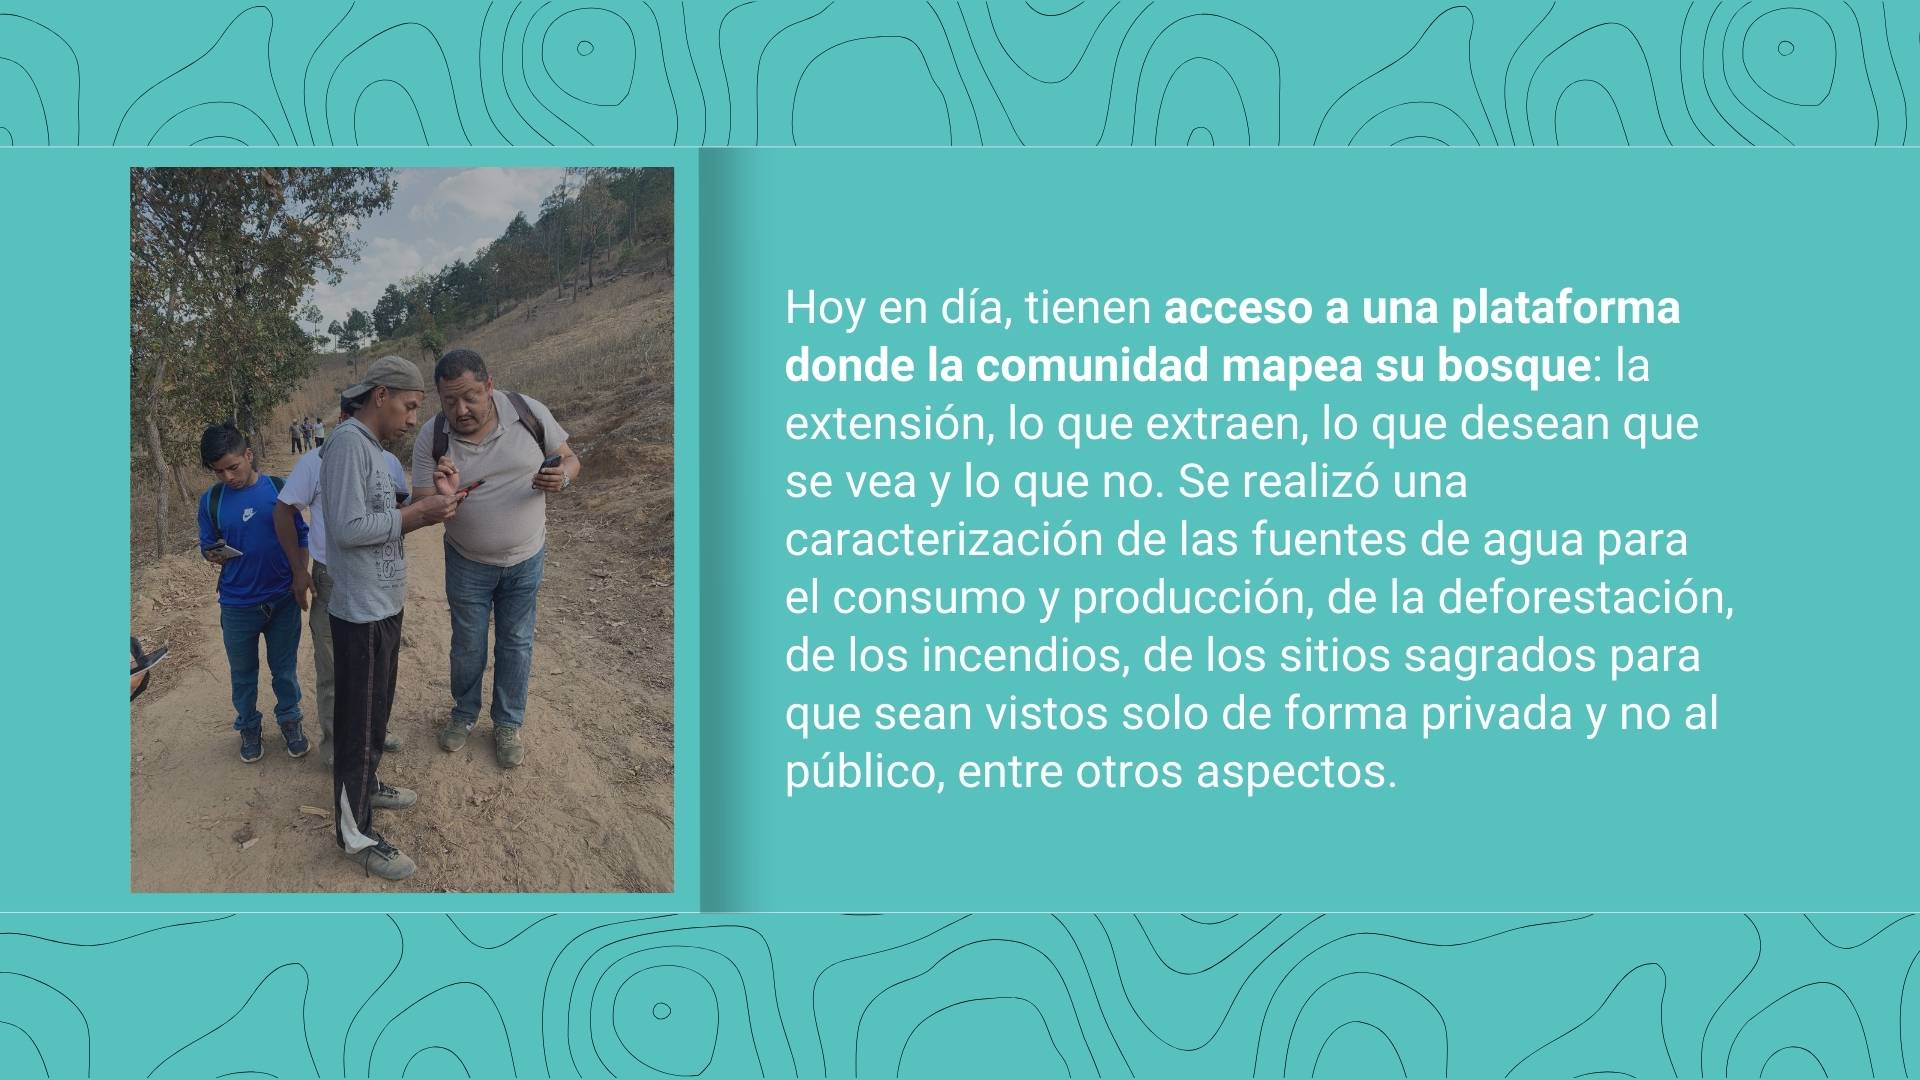 Hoy en día, tienen acceso a una plataforma
donde la comunidad mapea su bosque: la
extensión, lo que extraen, lo que desean que
se vea y lo que no. Se realizó una
caracterización de las fuentes de agua para
el consumo y producción, de la deforestación,
de los incendios, de los sitios sagrados para
que sean vistos solo de forma privada y no al
público, entre otros aspectos.